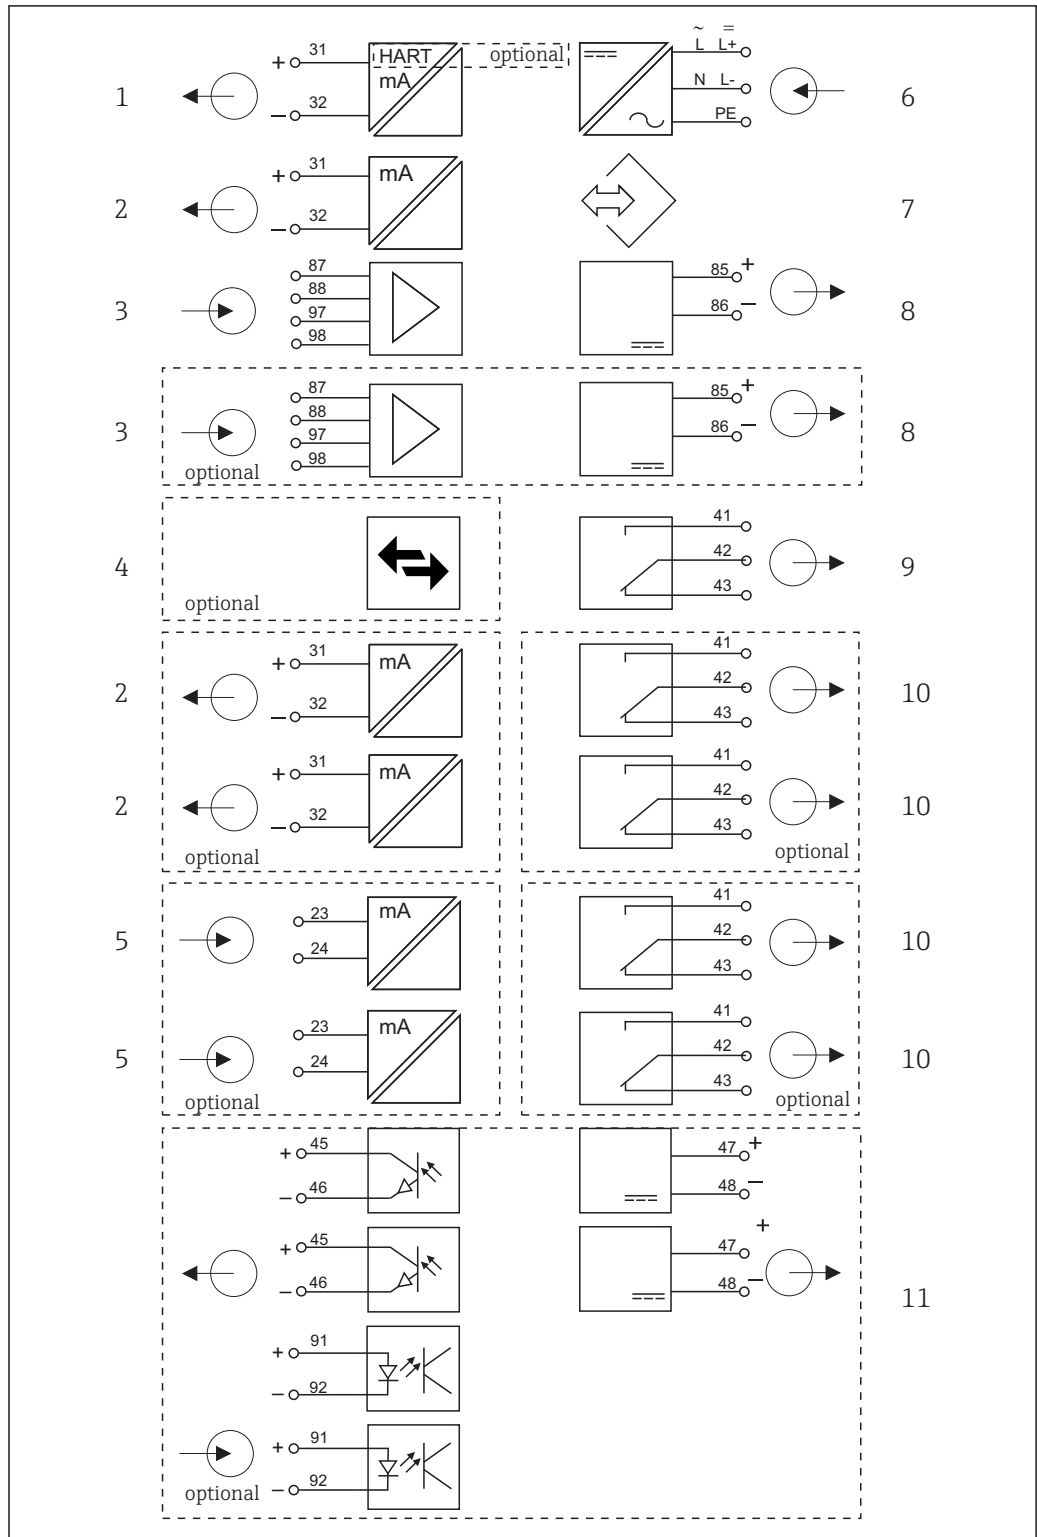 ~ =
+ 31 HART optional L L+
1 mA N L- 6
− 32 PE
+ 31 mA
2 7
− 32
87 85 +
88
3 97 86 − 8
98
87 85 +
88
3 97 86 − 8
98
optional
41
4 42 9
optional 43
+ 31 mA 41
2 42 10
− 32 43
+ 31 mA 41
2 42 10
− 32 43
optional optional
23 mA 41
5 24 42 10
43
23 mA 41
5 24 42 10
43
optional optional
+ 45 47 +
− 46 48 −
+
+ 45 47
− 46 48 −
11
+ 91
− 92
+ 91
optional − 92